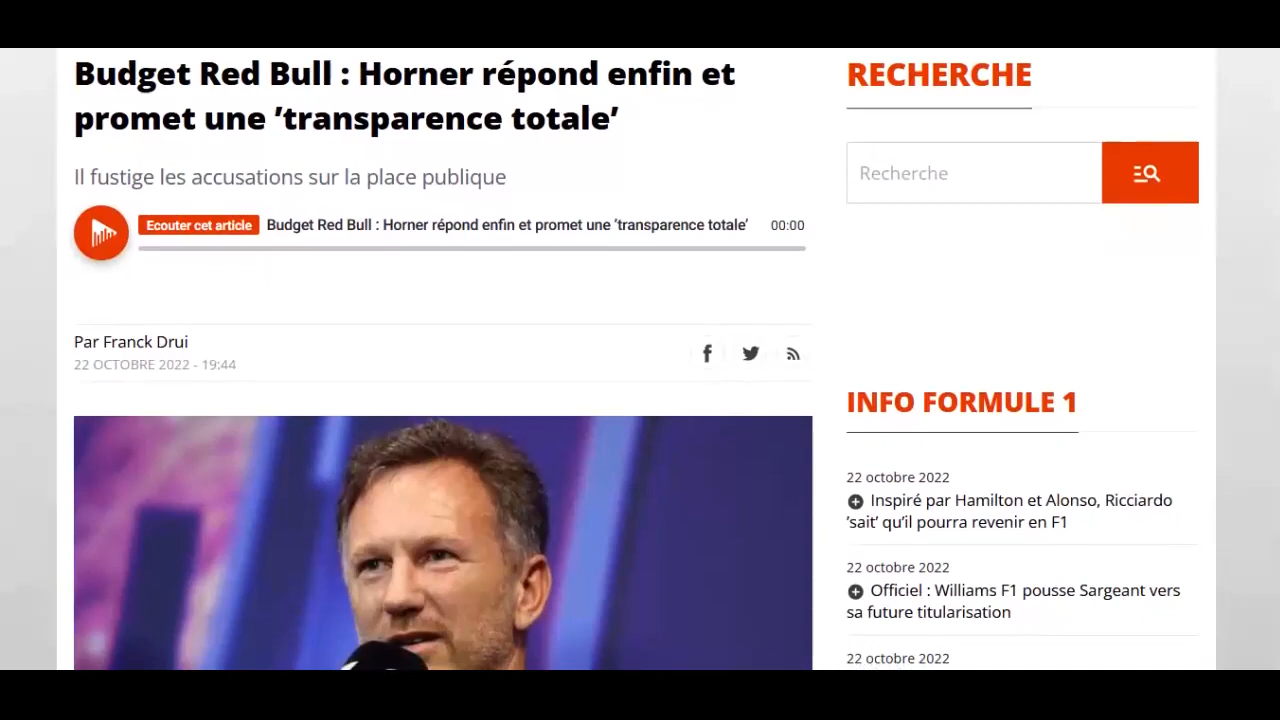 Budget Red Bull : Horner répond enfin et
promet une ’transparence totale’
Il fustige les accusations sur la place publique
Ecouter cet article
Budget Red Bull : Horner répond enfin et promet une ’transparence totale’
00:00
Par Franck Drui
22 OCTOBRE 2022 - 19:44
RECHERCHE
Recherche
INFO FORMULE 1
22 octobre 2022
Inspiré par Hamilton et Alonso, Ricciardo
’sait’ qu’il pourra revenir en F1
22 octobre 2022
Officiel : Williams F1 pousse Sargeant vers
sa future titularisation
22 octobre 2022